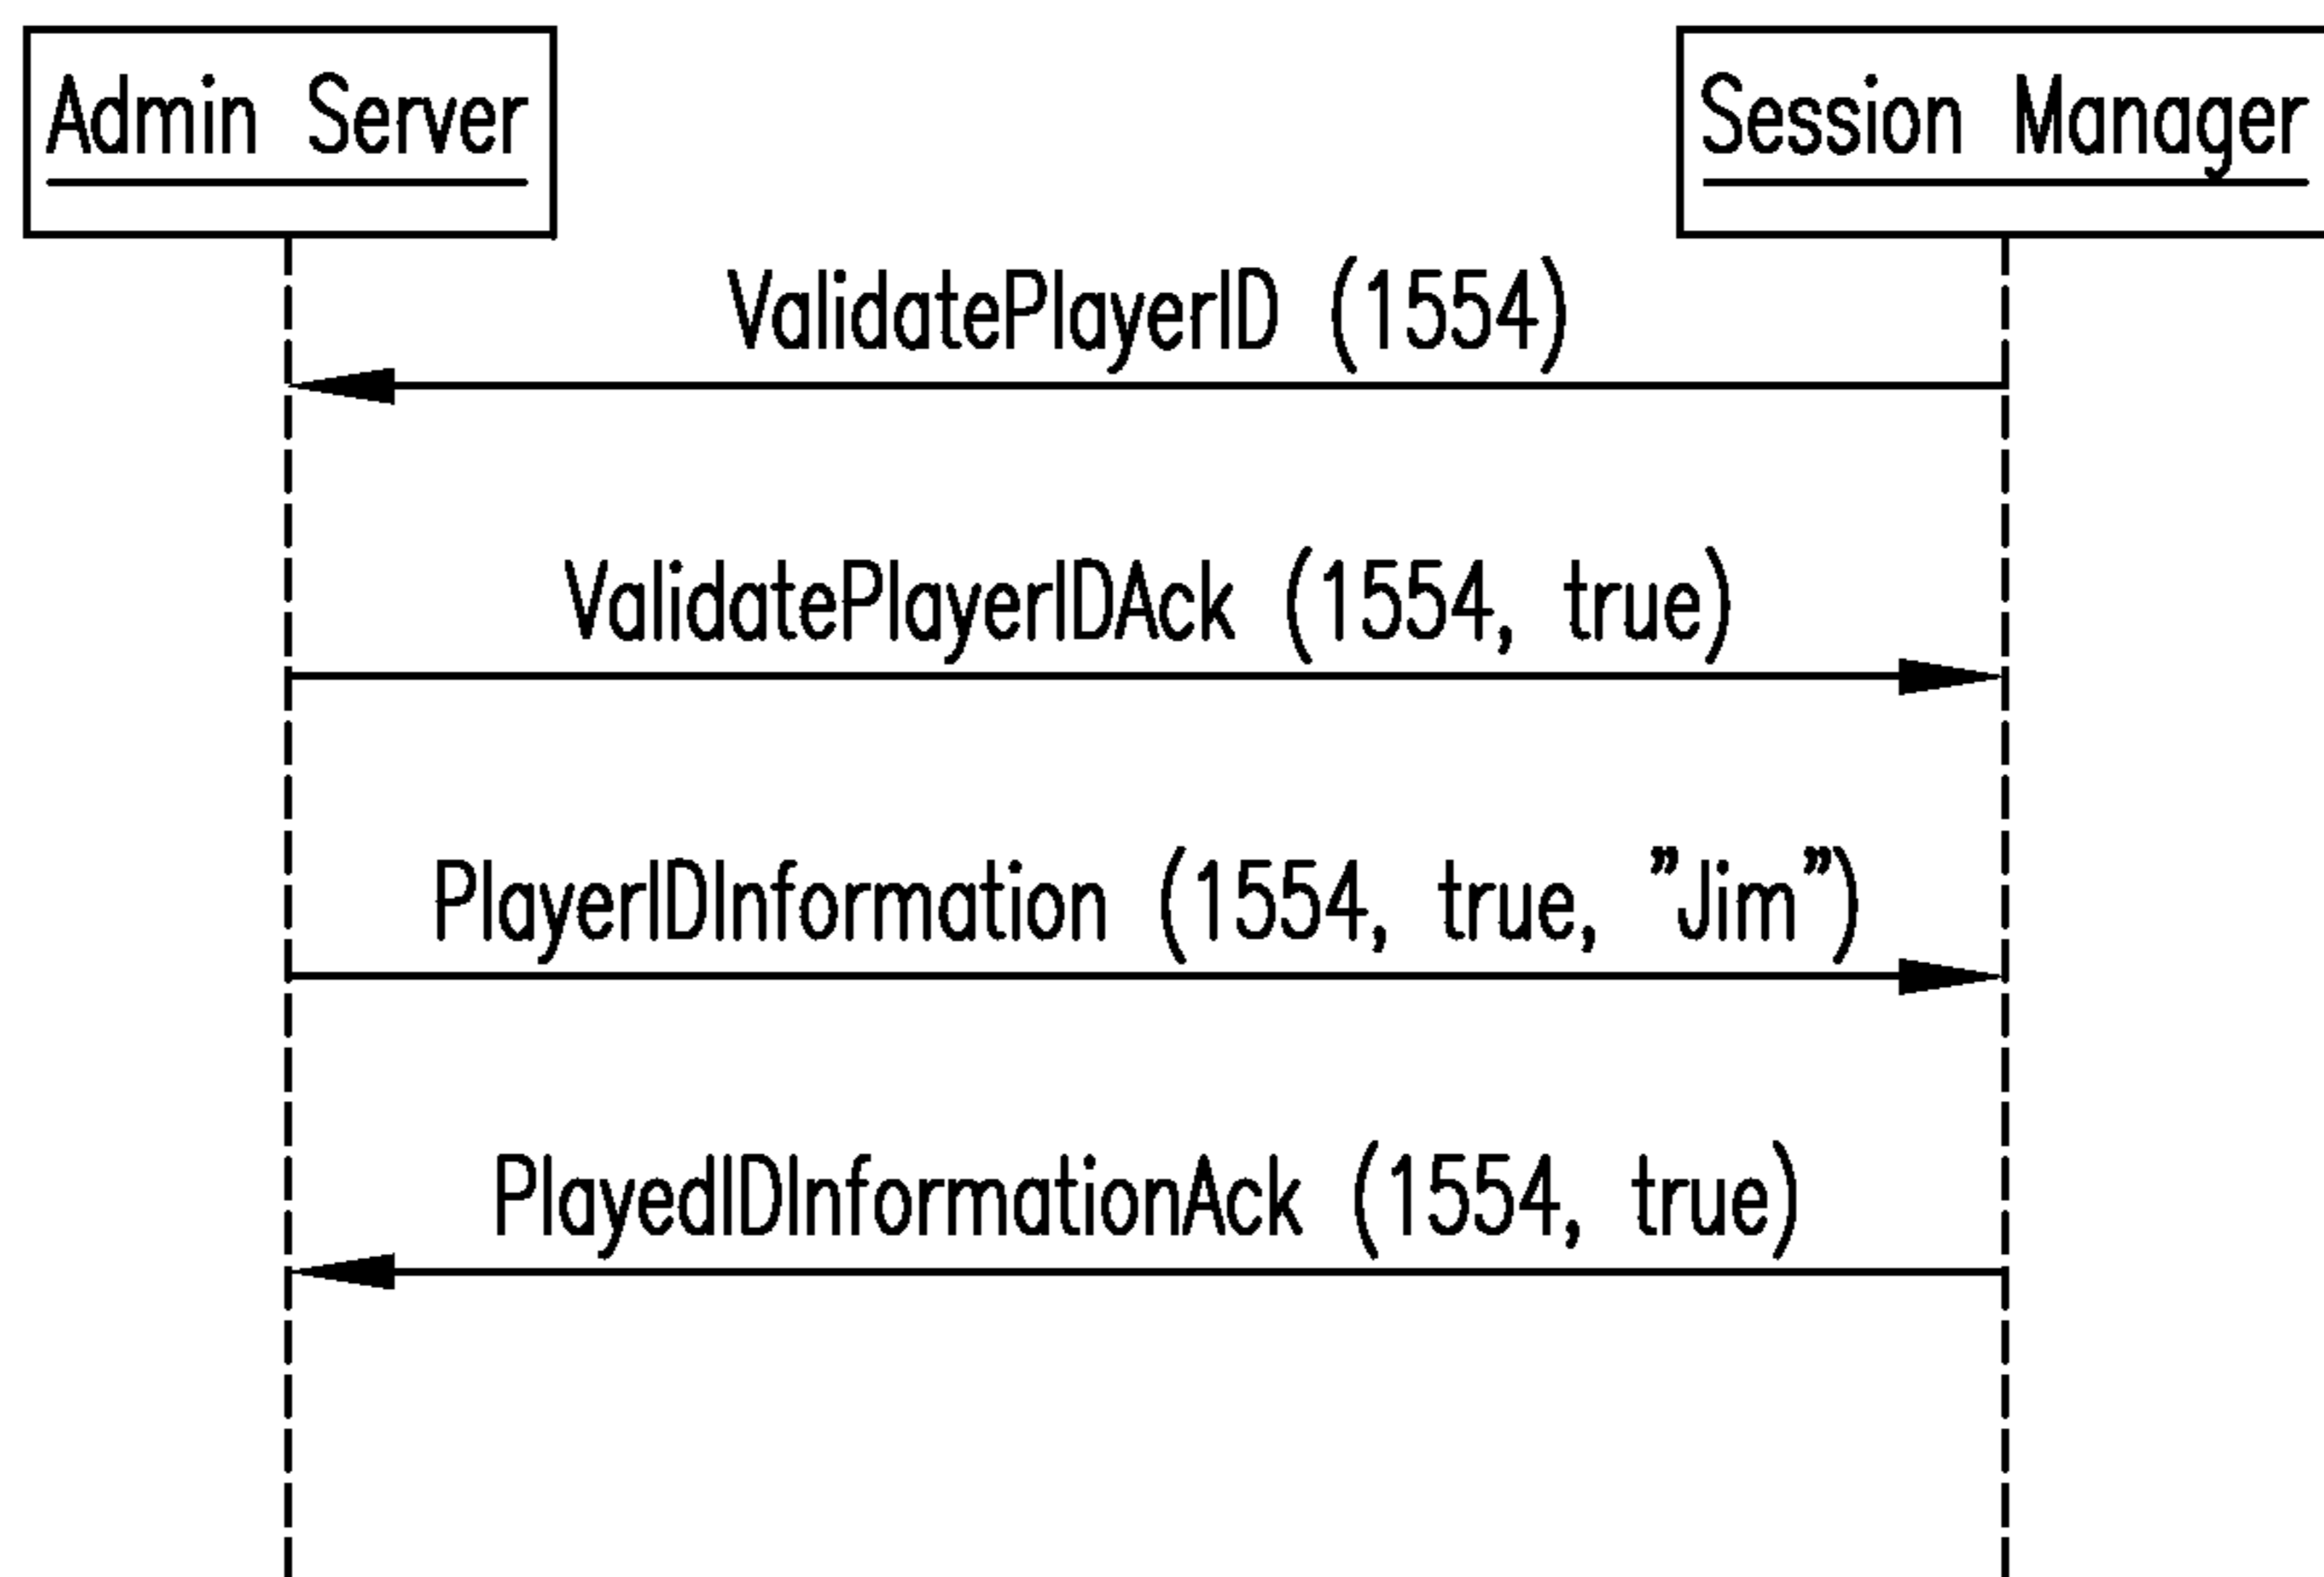 Admin Server
Session Manager
ValidatePlayerID (1554)
ValidatePlayerIDAck (1554, true)
PlayerIDInformation (1554, true, "Jim")
PlayedIDInformationAck (1554, true)